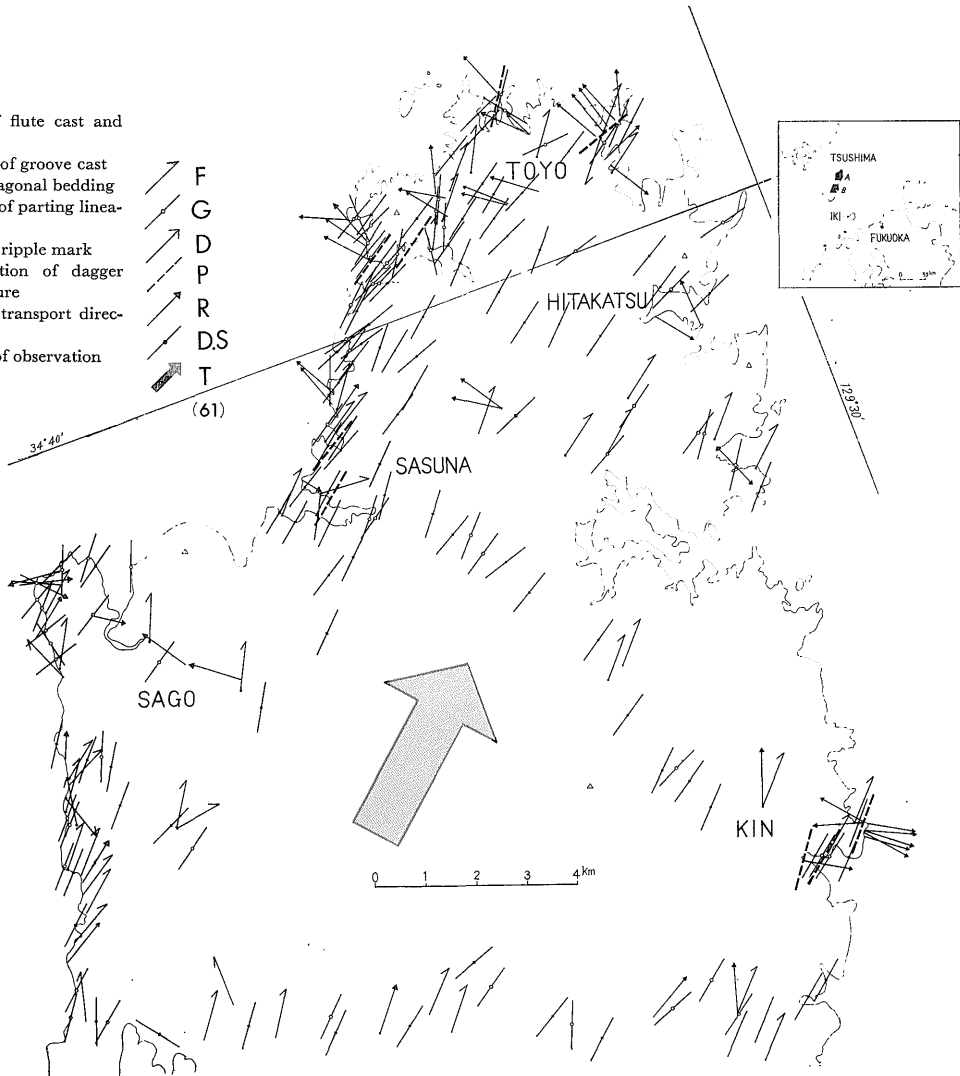 flute cast and
of groove cast
agonal bedding
of parting linea-
ripple mark
tion of dagger
ure
transport direc-
of observation
F
G
D
P
R
D.S
T
(61)
34°40'
129°30'
TSUSHIMA
A
B
IKI
FUKUOKA
TOYO
HITAKATSU
SASUNA
SAGO
KIN
0 1 2 3 4 km